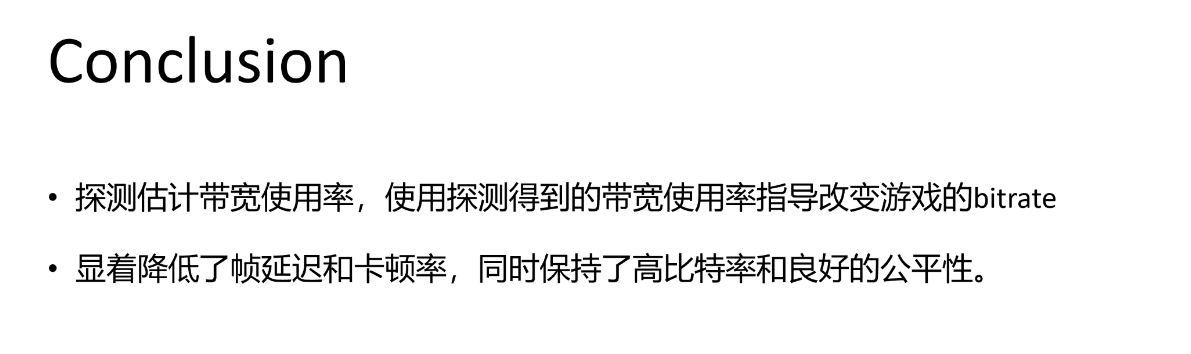 Conclusion
• 探测估计带宽使用率，使用探测得到的带宽使用率指导改变游戏的bitrate
• 显着降低了帧延迟和卡顿率，同时保持了高比特率和良好的公平性。